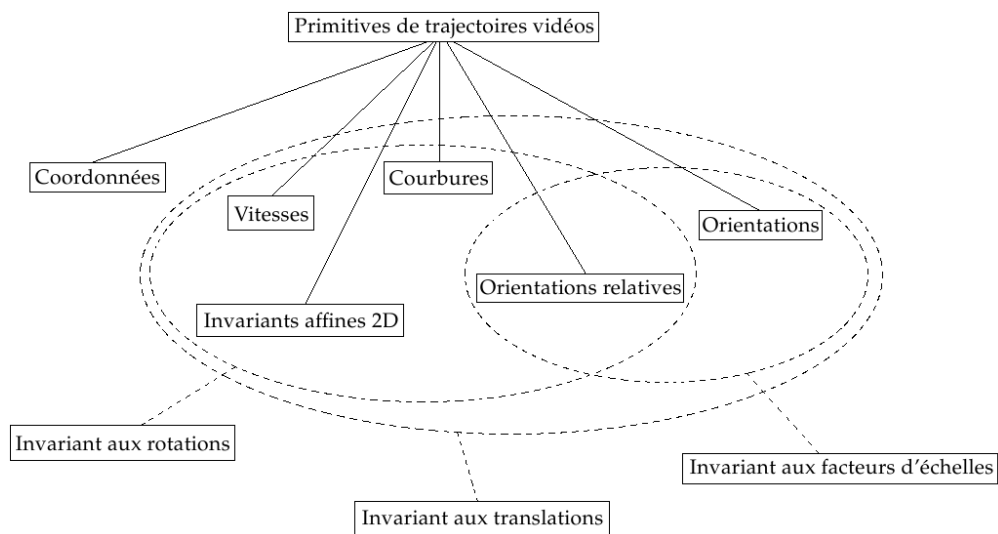 Primitives de trajectoires vidéos
Coordonnées
Courbures
Vitesses
Orientations
Orientations relatives
Invariants affines 2D
Invariant aux rotations
Invariant aux facteurs d'échelles
Invariant aux translations